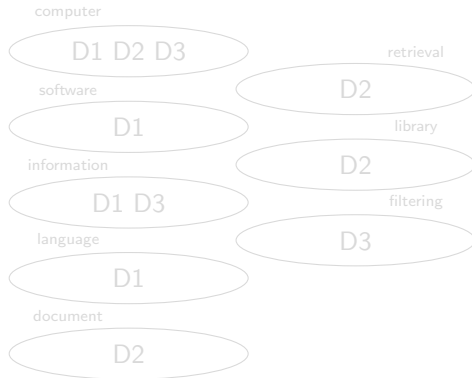 computer
D1 D2 D3
software
D1
information
D1 D3
language
D1
document
D2
retrieval
D2
library
D2
filtering
D3